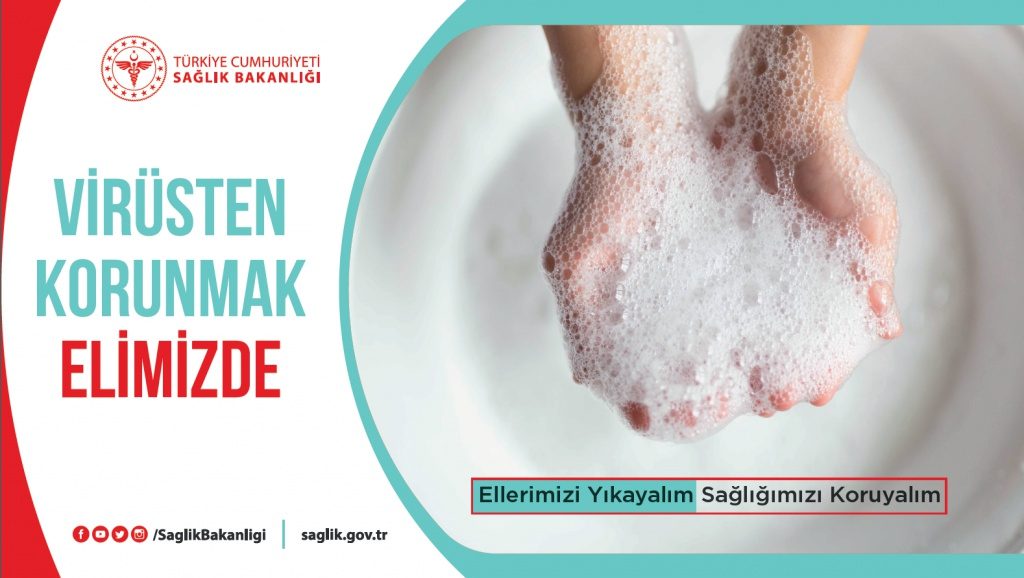 TÜRKİYE CUMHURİYETİ
SAĞLIK BAKANLIĞI
VİRÜSTEN
KORUNMAK
ELİMİZDE
Ellerimizi Yıkayalım Sağlığımızı Koruyalım
/SaglikBakanligi
saglik.gov.tr